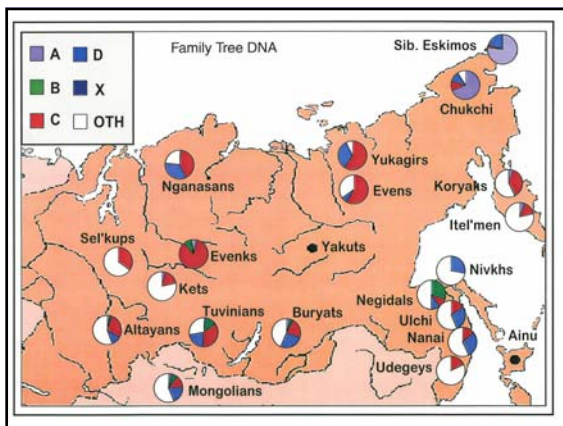 Family Tree DNA
A D
B X
C OTH
Sib. Eskimos
Chukchi
Yukagirs
Nganasans
Evens
Koryaks
Itel'men
Sel'kups
Evenks
Yakuts
Kets
Nivkhs
Negidals
Tuvinians
Buryats
Ulchi
Altayans
Nanai
Ainu
Udegeys
Mongolians